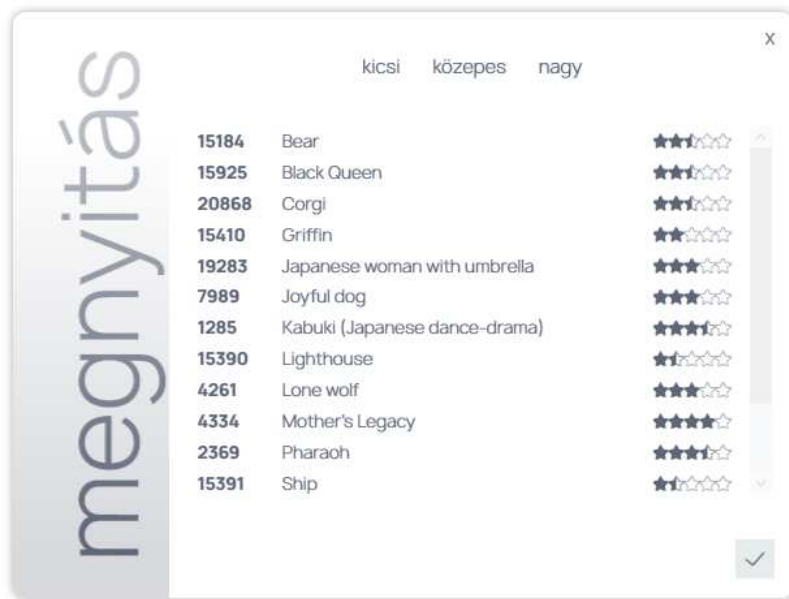 x
megnyitás
kicsi közepes nagy
15184 Bear
15925 Black Queen
20868 Corgi
15410 Griffin
19283 Japanese woman with umbrella
7989 Joyful dog
1285 Kabuki (Japanese dance-drama)
15390 Lighthouse
4261 Lone wolf
4334 Mother's Legacy
2369 Pharaoh
15391 Ship